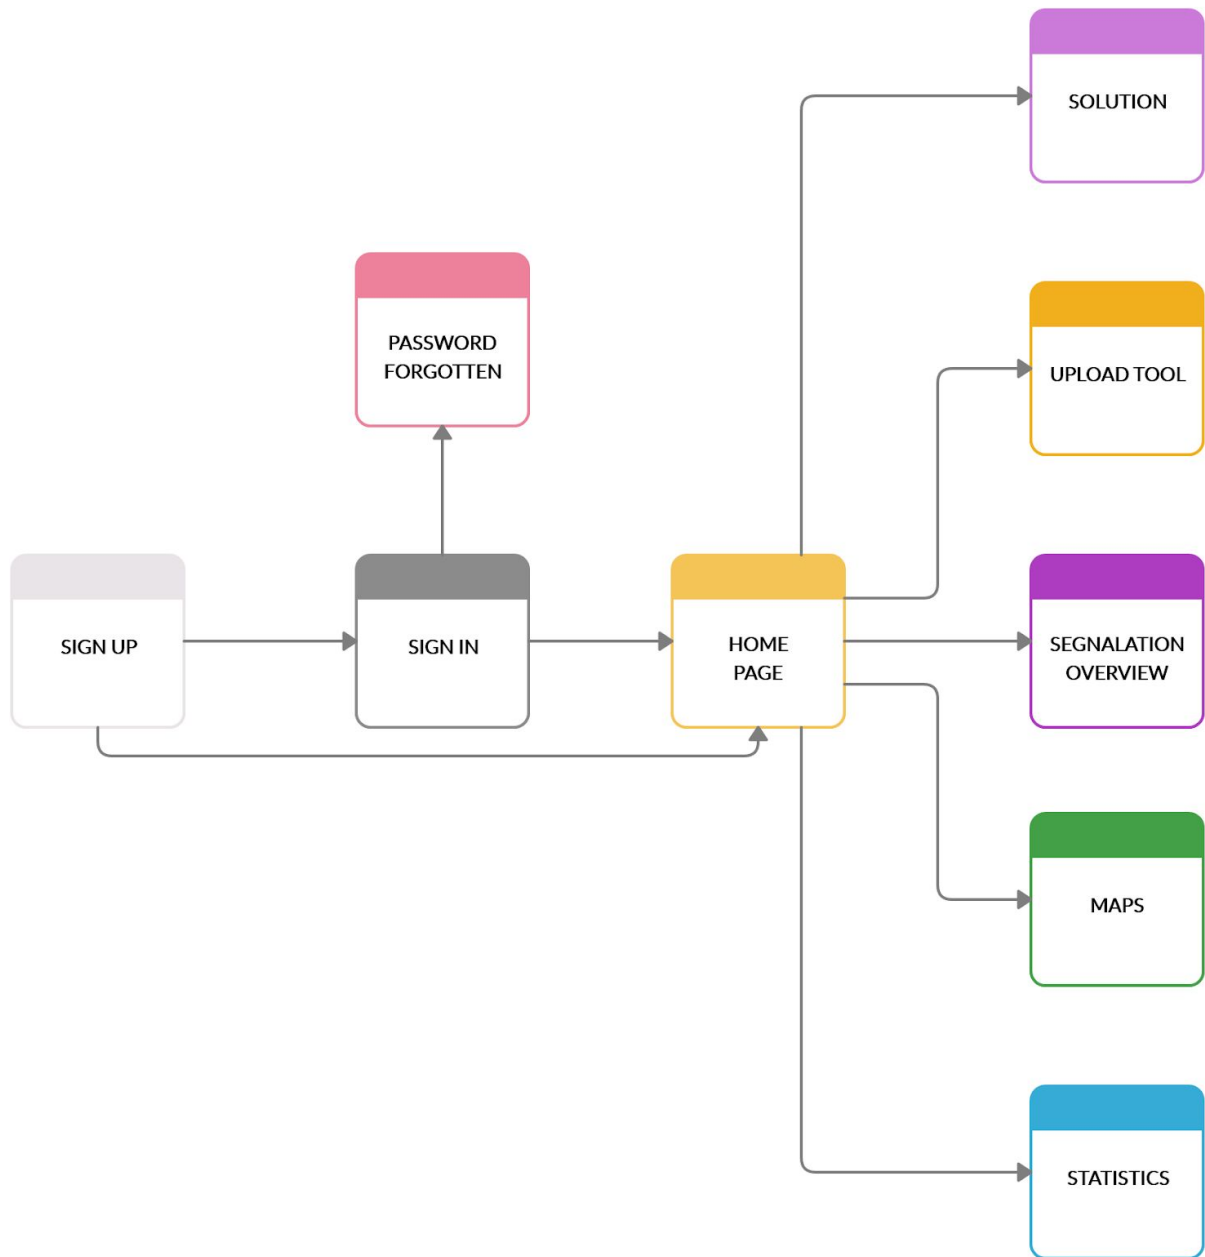 SOLUTION
PASSWORD
FORGOTTEN
UPLOAD TOOL
SIGN UP
SIGN IN
HOME
PAGE
SEGNALATION
OVERVIEW
MAPS
STATISTICS